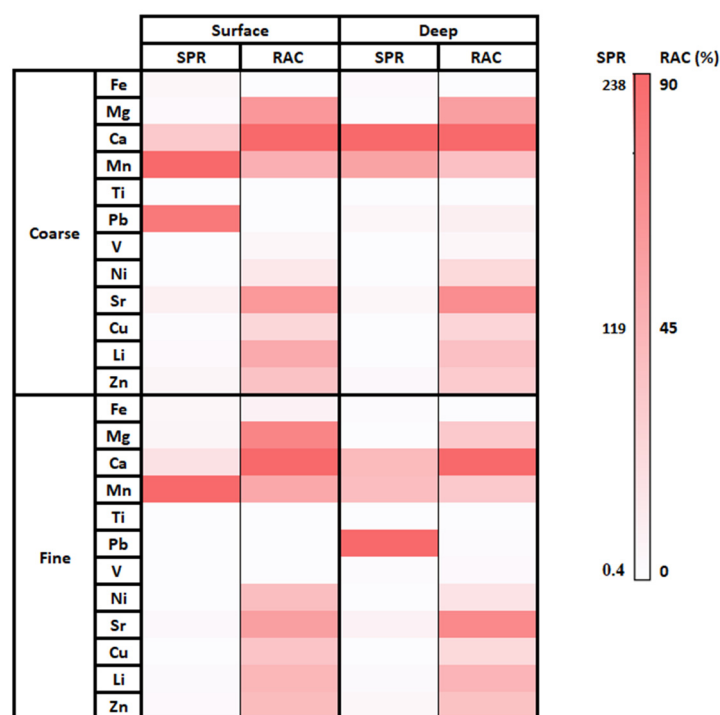 Surface Deep
SPR RAC SPR RAC SPR RAC (%)
Coarse
Fe
Mg
Ca
Mn
Ti
Pb
V
Ni
Sr
Cu
Li
Zn
Fine
Fe
Mg
Ca
Mn
Ti
Pb
V
Ni
Sr
Cu
Li
Zn
238 90
119 45
0.4 0